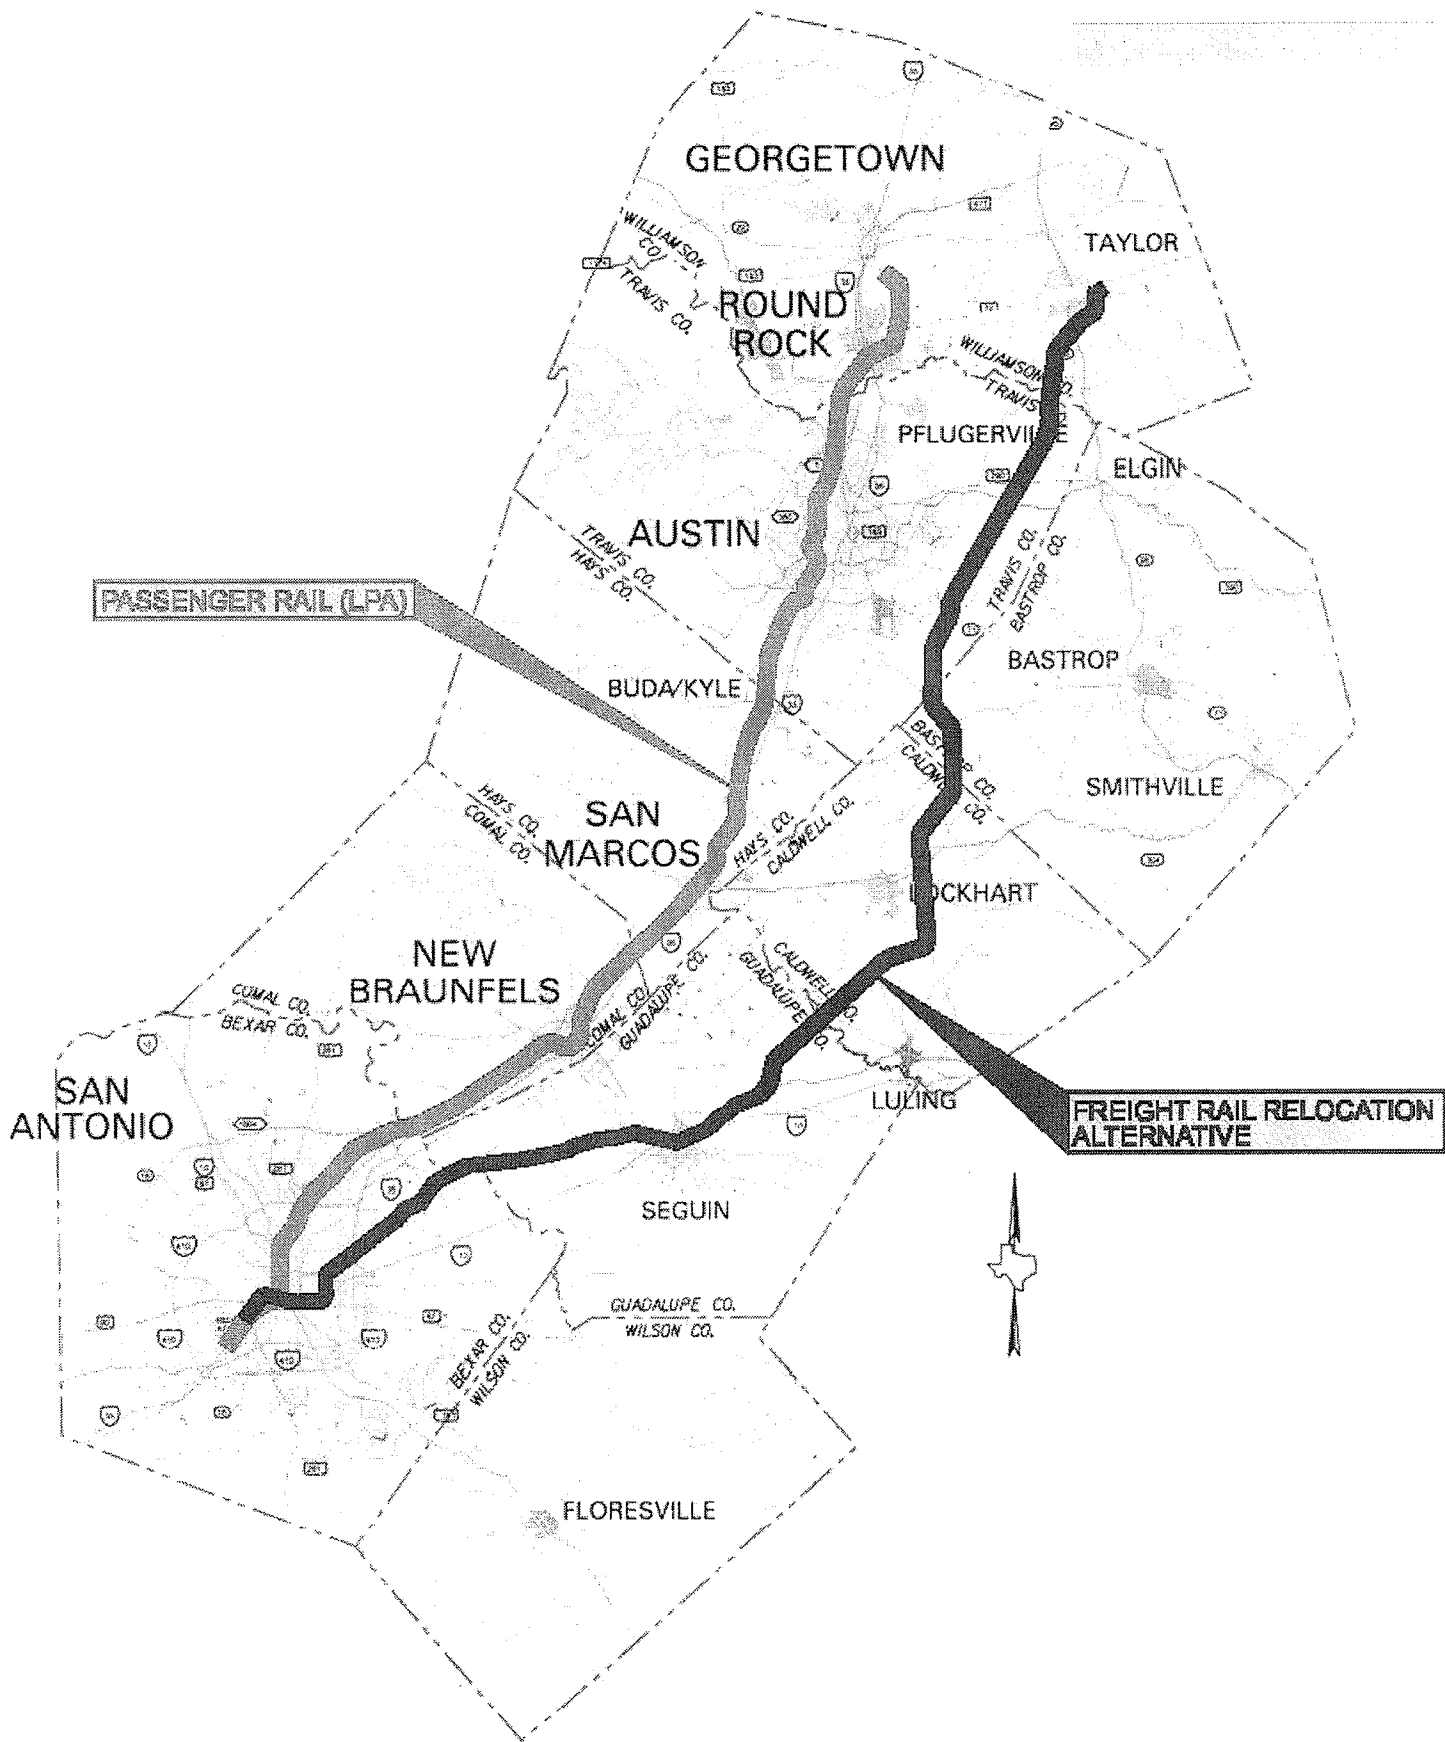 GEORGETOWN
TAYLOR
WILLIAMSON
CO.
TRAVIS CO.
ROUND
ROCK
WILLIAMSON CO.
TRAVIS
PFLUGERVILLE
ELGIN
AUSTIN
TRAVIS CO.
HAYS CO.
TRAVIS CO.
BASTROP CO.
PASSENGER RAIL (LPA)
BASTROP
BUDA/KYLE
BASTROP CO.
CALDWELL CO.
SMITHVILLE
HAYS CO.
COMAL CO.
SAN
MARCOS
HAYS CO.
CALDWELL CO.
LOCKHART
NEW
BRAUNFELS
CALDWELL CO.
GUADALUPE CO.
COMAL CO.
BEXAR CO.
COMAL CO.
GUADALUPE CO.
SAN
ANTONIO
LULING
FREIGHT RAIL RELOCATION
ALTERNATIVE
SEGUIN
GUADALUPE CO.
WILSON CO.
BEXAR CO.
WILSON CO.
FLORESVILLE